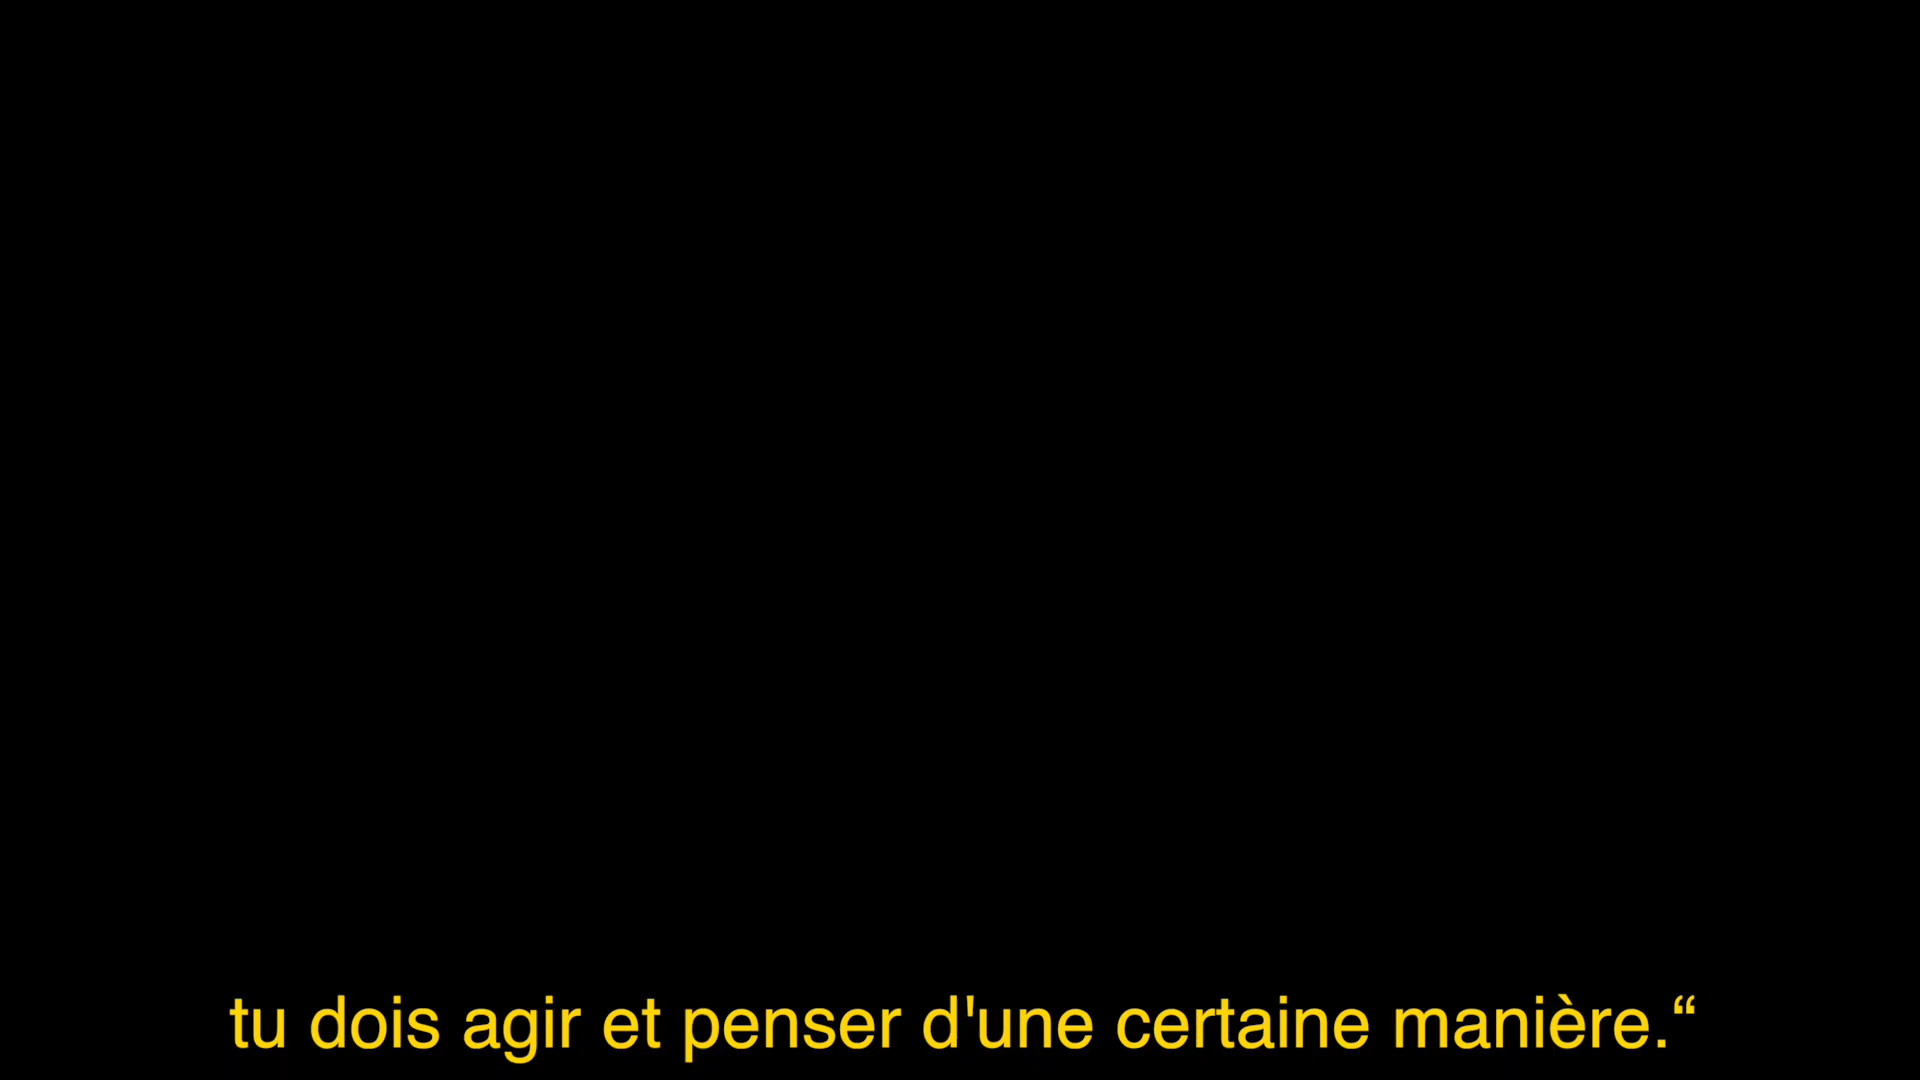 tu dois agir et penser d'une certaine manière.“